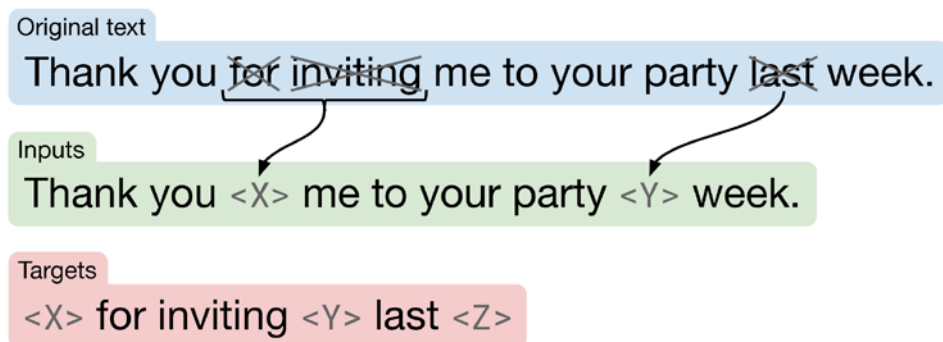 Original text
Thank you for inviting me to your party last week.
Inputs
Thank you <X> me to your party <Y> week.
Targets
<X> for inviting <Y> last <Z>